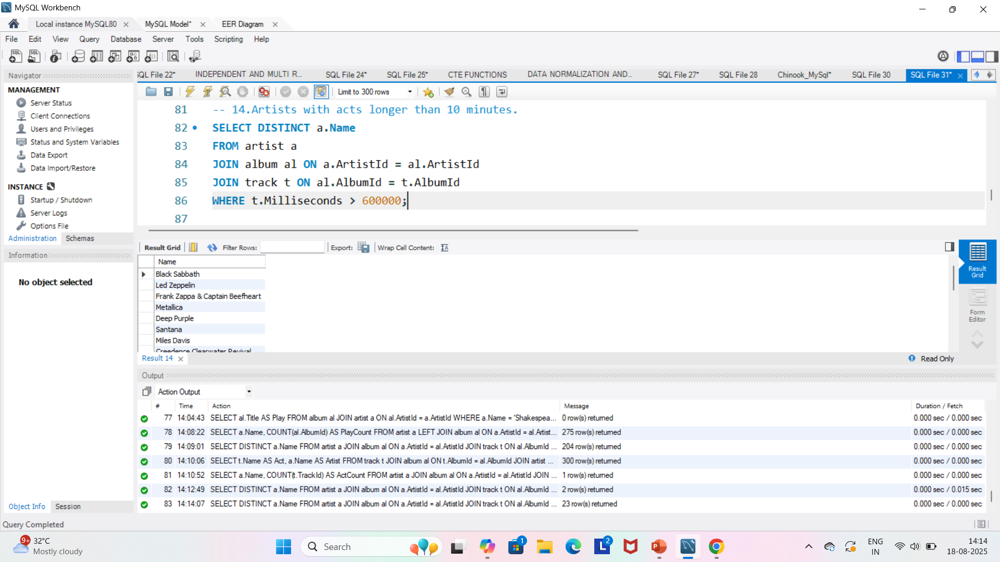 MySQL Workbench
Local instance MySQL80
MySQL Model*
EER Diagram
File Edit View Query Database Server Tools Scripting Help
Navigator
SQL File 22*
INDEPENDENT AND MULTI R...
SQL File 24*
SQL File 25*
CTE FUNCTIONS
DATA NORMALIZATION AND...
SQL File 27*
SQL File 28
Chinook_MySql*
SQL File 30
SQL File 31*
MANAGEMENT
Server Status
Client Connections
Users and Privileges
Status and System Variables
Data Export
Data Import/Restore
INSTANCE
Startup / Shutdown
Server Logs
Options File
Administration Schemas
Information
No object selected
Object Info Session
Limit to 300 rows
81 -- 14.Artists with acts longer than 10 minutes.
82 SELECT DISTINCT a.Name
83 FROM artist a
84 JOIN album al ON a.ArtistId = al.ArtistId
85 JOIN track t ON al.AlbumId = t.AlbumId
86 WHERE t.Milliseconds > 600000;
87
Result Grid Filter Rows: Export: Wrap Cell Content:
Name
Black Sabbath
Led Zeppelin
Frank Zappa & Captain Beefheart
Metallica
Deep Purple
Santana
Miles Davis
Creedence Clearwater Revival
Result Grid
Form Editor
Result 14
Read Only
Output
Action Output
# Time Action Message Duration / Fetch
77 14:04:43 SELECT al.Title AS Play FROM album al JOIN artist a ON al.ArtistId = a.ArtistId WHERE a.Name = 'Shakespea... 0 row(s) returned 0.000 sec / 0.000 sec
78 14:08:22 SELECT a.Name, COUNT(al.AlbumId) AS PlayCount FROM artist a LEFT JOIN album al ON a.ArtistId = al.Artist... 275 row(s) returned 0.000 sec / 0.000 sec
79 14:09:01 SELECT DISTINCT a.Name FROM artist a JOIN album al ON a.ArtistId = al.ArtistId JOIN track t ON al.AlbumId ... 204 row(s) returned 0.000 sec / 0.000 sec
80 14:10:06 SELECT t.Name AS Act, a.Name AS Artist FROM track t JOIN album al ON t.AlbumId = al.AlbumId JOIN artist ... 300 row(s) returned 0.000 sec / 0.000 sec
81 14:10:52 SELECT a.Name, COUNT(t.TrackId) AS ActCount FROM artist a JOIN album al ON a.ArtistId = al.ArtistId JOIN ... 1 row(s) returned 0.000 sec / 0.000 sec
82 14:12:49 SELECT DISTINCT a.Name FROM artist a JOIN album al ON a.ArtistId = al.ArtistId JOIN track t ON al.AlbumId ... 2 row(s) returned 0.000 sec / 0.015 sec
83 14:14:07 SELECT DISTINCT a.Name FROM artist a JOIN album al ON a.ArtistId = al.ArtistId JOIN track t ON al.AlbumId ... 23 row(s) returned 0.000 sec / 0.000 sec
Query Completed
9+
32°C
Mostly cloudy
Search
1
2
ENG
IN
14:14
18-08-2025